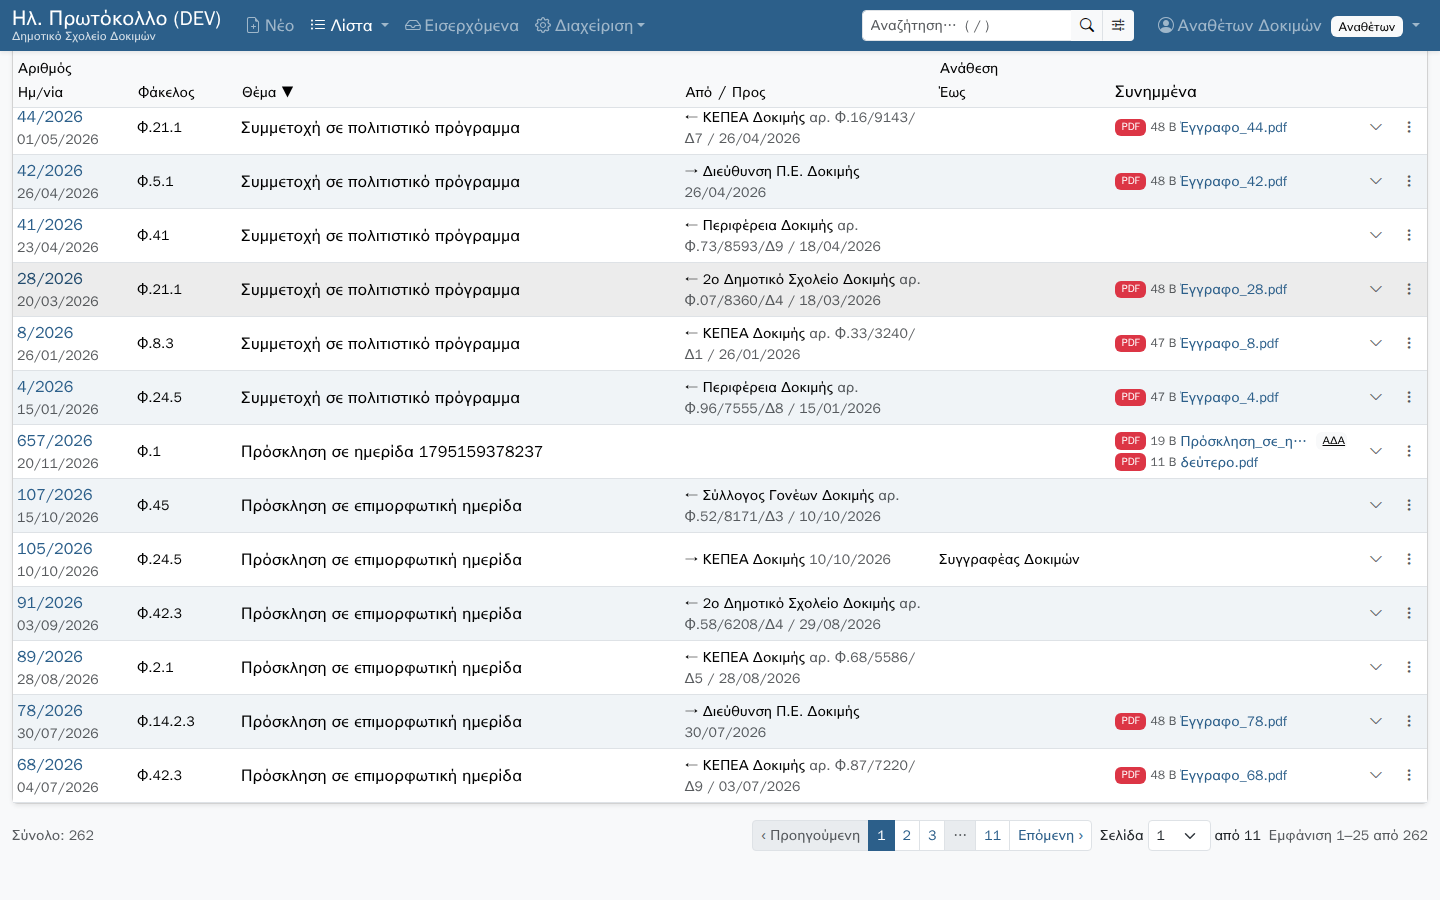 Ηλ. Πρωτόκολλο (DEV)
Δημοτικό Σχολείο Δοκιμών
Νέο Λίστα Εισερχόμενα Διαχείριση Αναζήτηση… ( / ) Αναθέτων Δοκιμών Αναθέτων
Αριθμός Ανάθεση
Ημ/νία Φάκελος Θέμα ▼ Από / Προς Έως Συνημμένα
44/2026 Φ.21.1 Συμμετοχή σε πολιτιστικό πρόγραμμα ← ΚΕΠΕΑ Δοκιμής αρ. Φ.16/9143/ PDF 48 B Έγγραφο_44.pdf
01/05/2026 Δ7 / 26/04/2026
42/2026 Φ.5.1 Συμμετοχή σε πολιτιστικό πρόγραμμα → Διεύθυνση Π.Ε. Δοκιμής PDF 48 B Έγγραφο_42.pdf
26/04/2026 26/04/2026
41/2026 Φ.41 Συμμετοχή σε πολιτιστικό πρόγραμμα ← Περιφέρεια Δοκιμής αρ.
23/04/2026 Φ.73/8593/Δ9 / 18/04/2026
28/2026 Φ.21.1 Συμμετοχή σε πολιτιστικό πρόγραμμα ← 2ο Δημοτικό Σχολείο Δοκιμής αρ. PDF 48 B Έγγραφο_28.pdf
20/03/2026 Φ.07/8360/Δ4 / 18/03/2026
8/2026 Φ.8.3 Συμμετοχή σε πολιτιστικό πρόγραμμα ← ΚΕΠΕΑ Δοκιμής αρ. Φ.33/3240/ PDF 47 B Έγγραφο_8.pdf
26/01/2026 Δ1 / 26/01/2026
4/2026 Φ.24.5 Συμμετοχή σε πολιτιστικό πρόγραμμα ← Περιφέρεια Δοκιμής αρ. PDF 47 B Έγγραφο_4.pdf
15/01/2026 Φ.96/7555/Δ8 / 15/01/2026
657/2026 Φ.1 Πρόσκληση σε ημερίδα 1795159378237 PDF 19 B Πρόσκληση_σε_η… ΑΔΑ
20/11/2026 PDF 11 B δεύτερο.pdf
107/2026 Φ.45 Πρόσκληση σε επιμορφωτική ημερίδα ← Σύλλογος Γονέων Δοκιμής αρ.
15/10/2026 Φ.52/8171/Δ3 / 10/10/2026
105/2026 Φ.24.5 Πρόσκληση σε επιμορφωτική ημερίδα → ΚΕΠΕΑ Δοκιμής 10/10/2026 Συγγραφέας Δοκιμών
10/10/2026
91/2026 Φ.42.3 Πρόσκληση σε επιμορφωτική ημερίδα ← 2ο Δημοτικό Σχολείο Δοκιμής αρ.
03/09/2026 Φ.58/6208/Δ4 / 29/08/2026
89/2026 Φ.2.1 Πρόσκληση σε επιμορφωτική ημερίδα ← ΚΕΠΕΑ Δοκιμής αρ. Φ.68/5586/
28/08/2026 Δ5 / 28/08/2026
78/2026 Φ.14.2.3 Πρόσκληση σε επιμορφωτική ημερίδα → Διεύθυνση Π.Ε. Δοκιμής PDF 48 B Έγγραφο_78.pdf
30/07/2026 30/07/2026
68/2026 Φ.42.3 Πρόσκληση σε επιμορφωτική ημερίδα ← ΚΕΠΕΑ Δοκιμής αρ. Φ.87/7220/ PDF 48 B Έγγραφο_68.pdf
04/07/2026 Δ9 / 03/07/2026
Σύνολο: 262 ‹ Προηγούμενη 1 2 3 … 11 Επόμενη › Σελίδα 1 από 11 Εμφάνιση 1–25 από 262